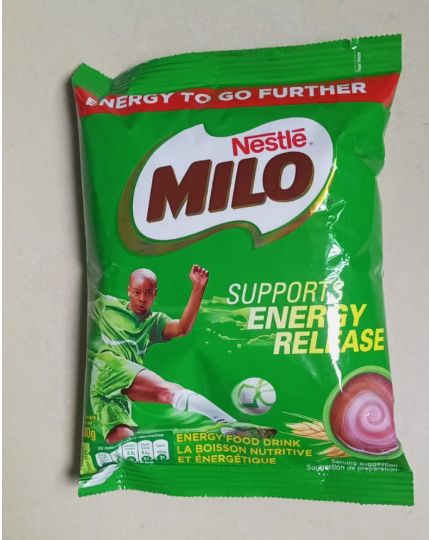 ENERGY TO GO FURTHER
Nestlé
MILO
SUPPORTS
ENERGY
RELEASE
ENERGY FOOD DRINK
LA BOISSON NUTRITIVE
ET ÉNERGÉTIQUE
Serving suggestion
Suggestion de préparation